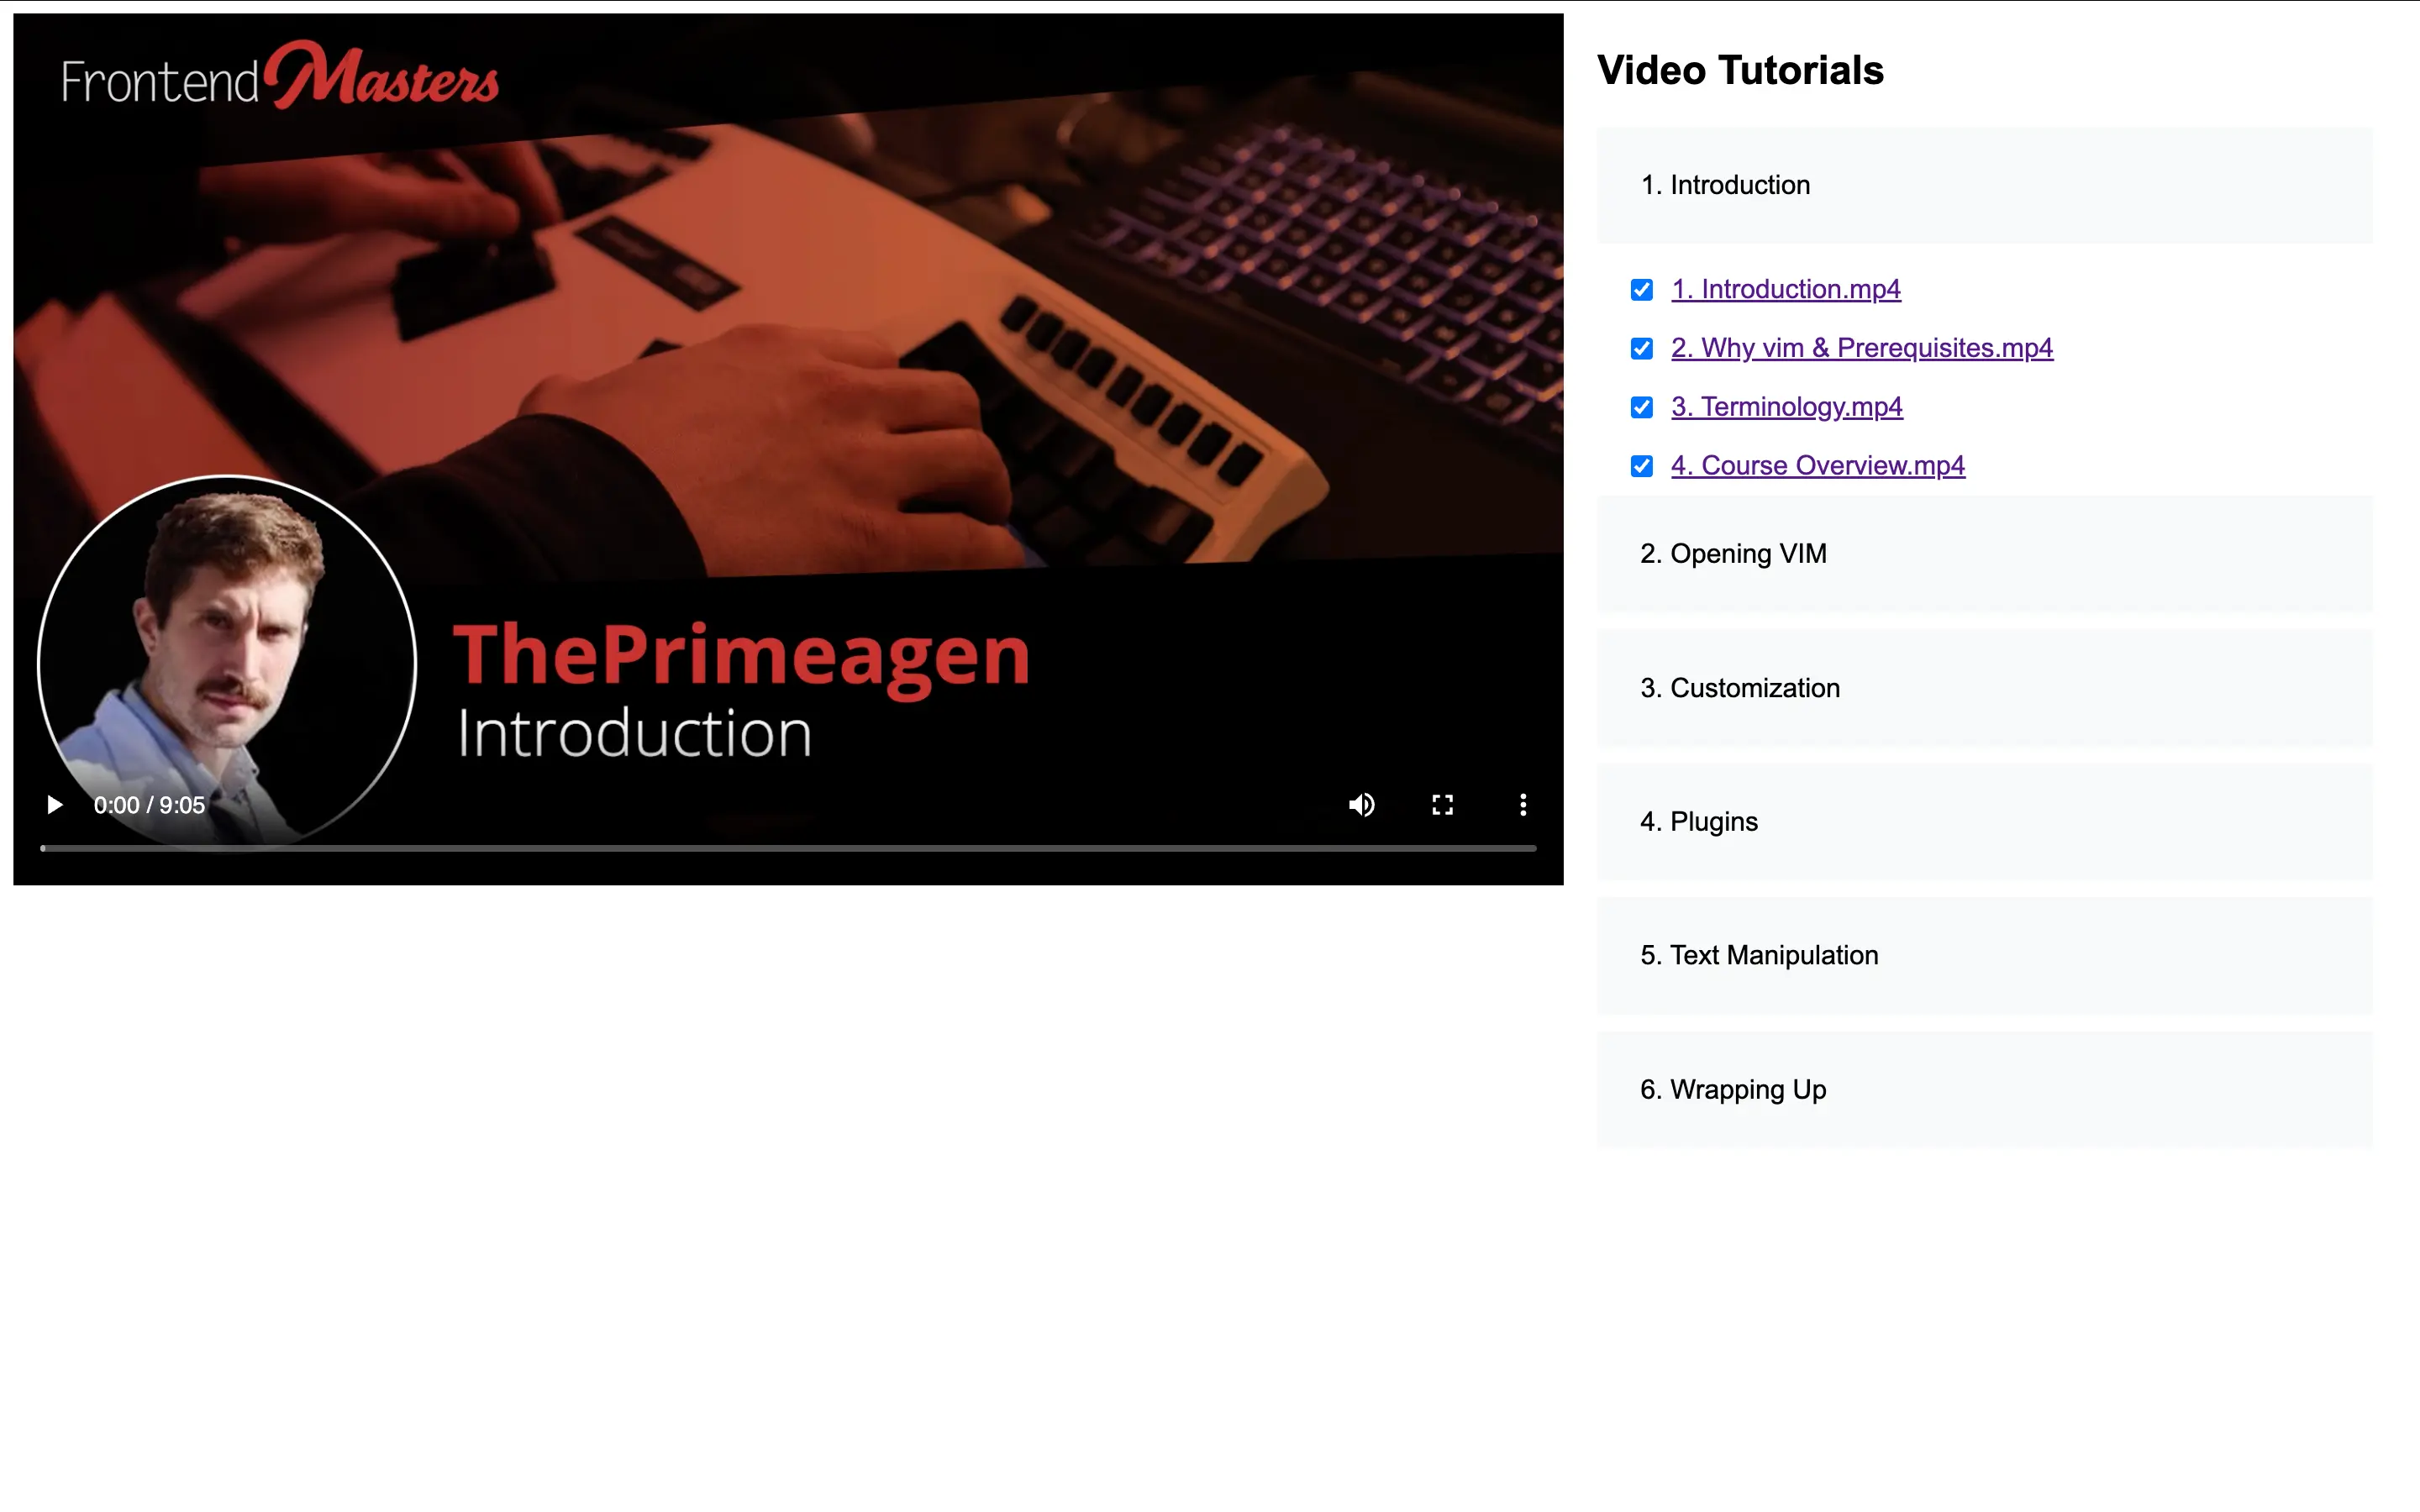 Frontend Masters
ThePrimeagen
Introduction
0:00 / 9:05
Video Tutorials
1. Introduction
1. Introduction.mp4
2. Why vim & Prerequisites.mp4
3. Terminology.mp4
4. Course Overview.mp4
2. Opening VIM
3. Customization
4. Plugins
5. Text Manipulation
6. Wrapping Up